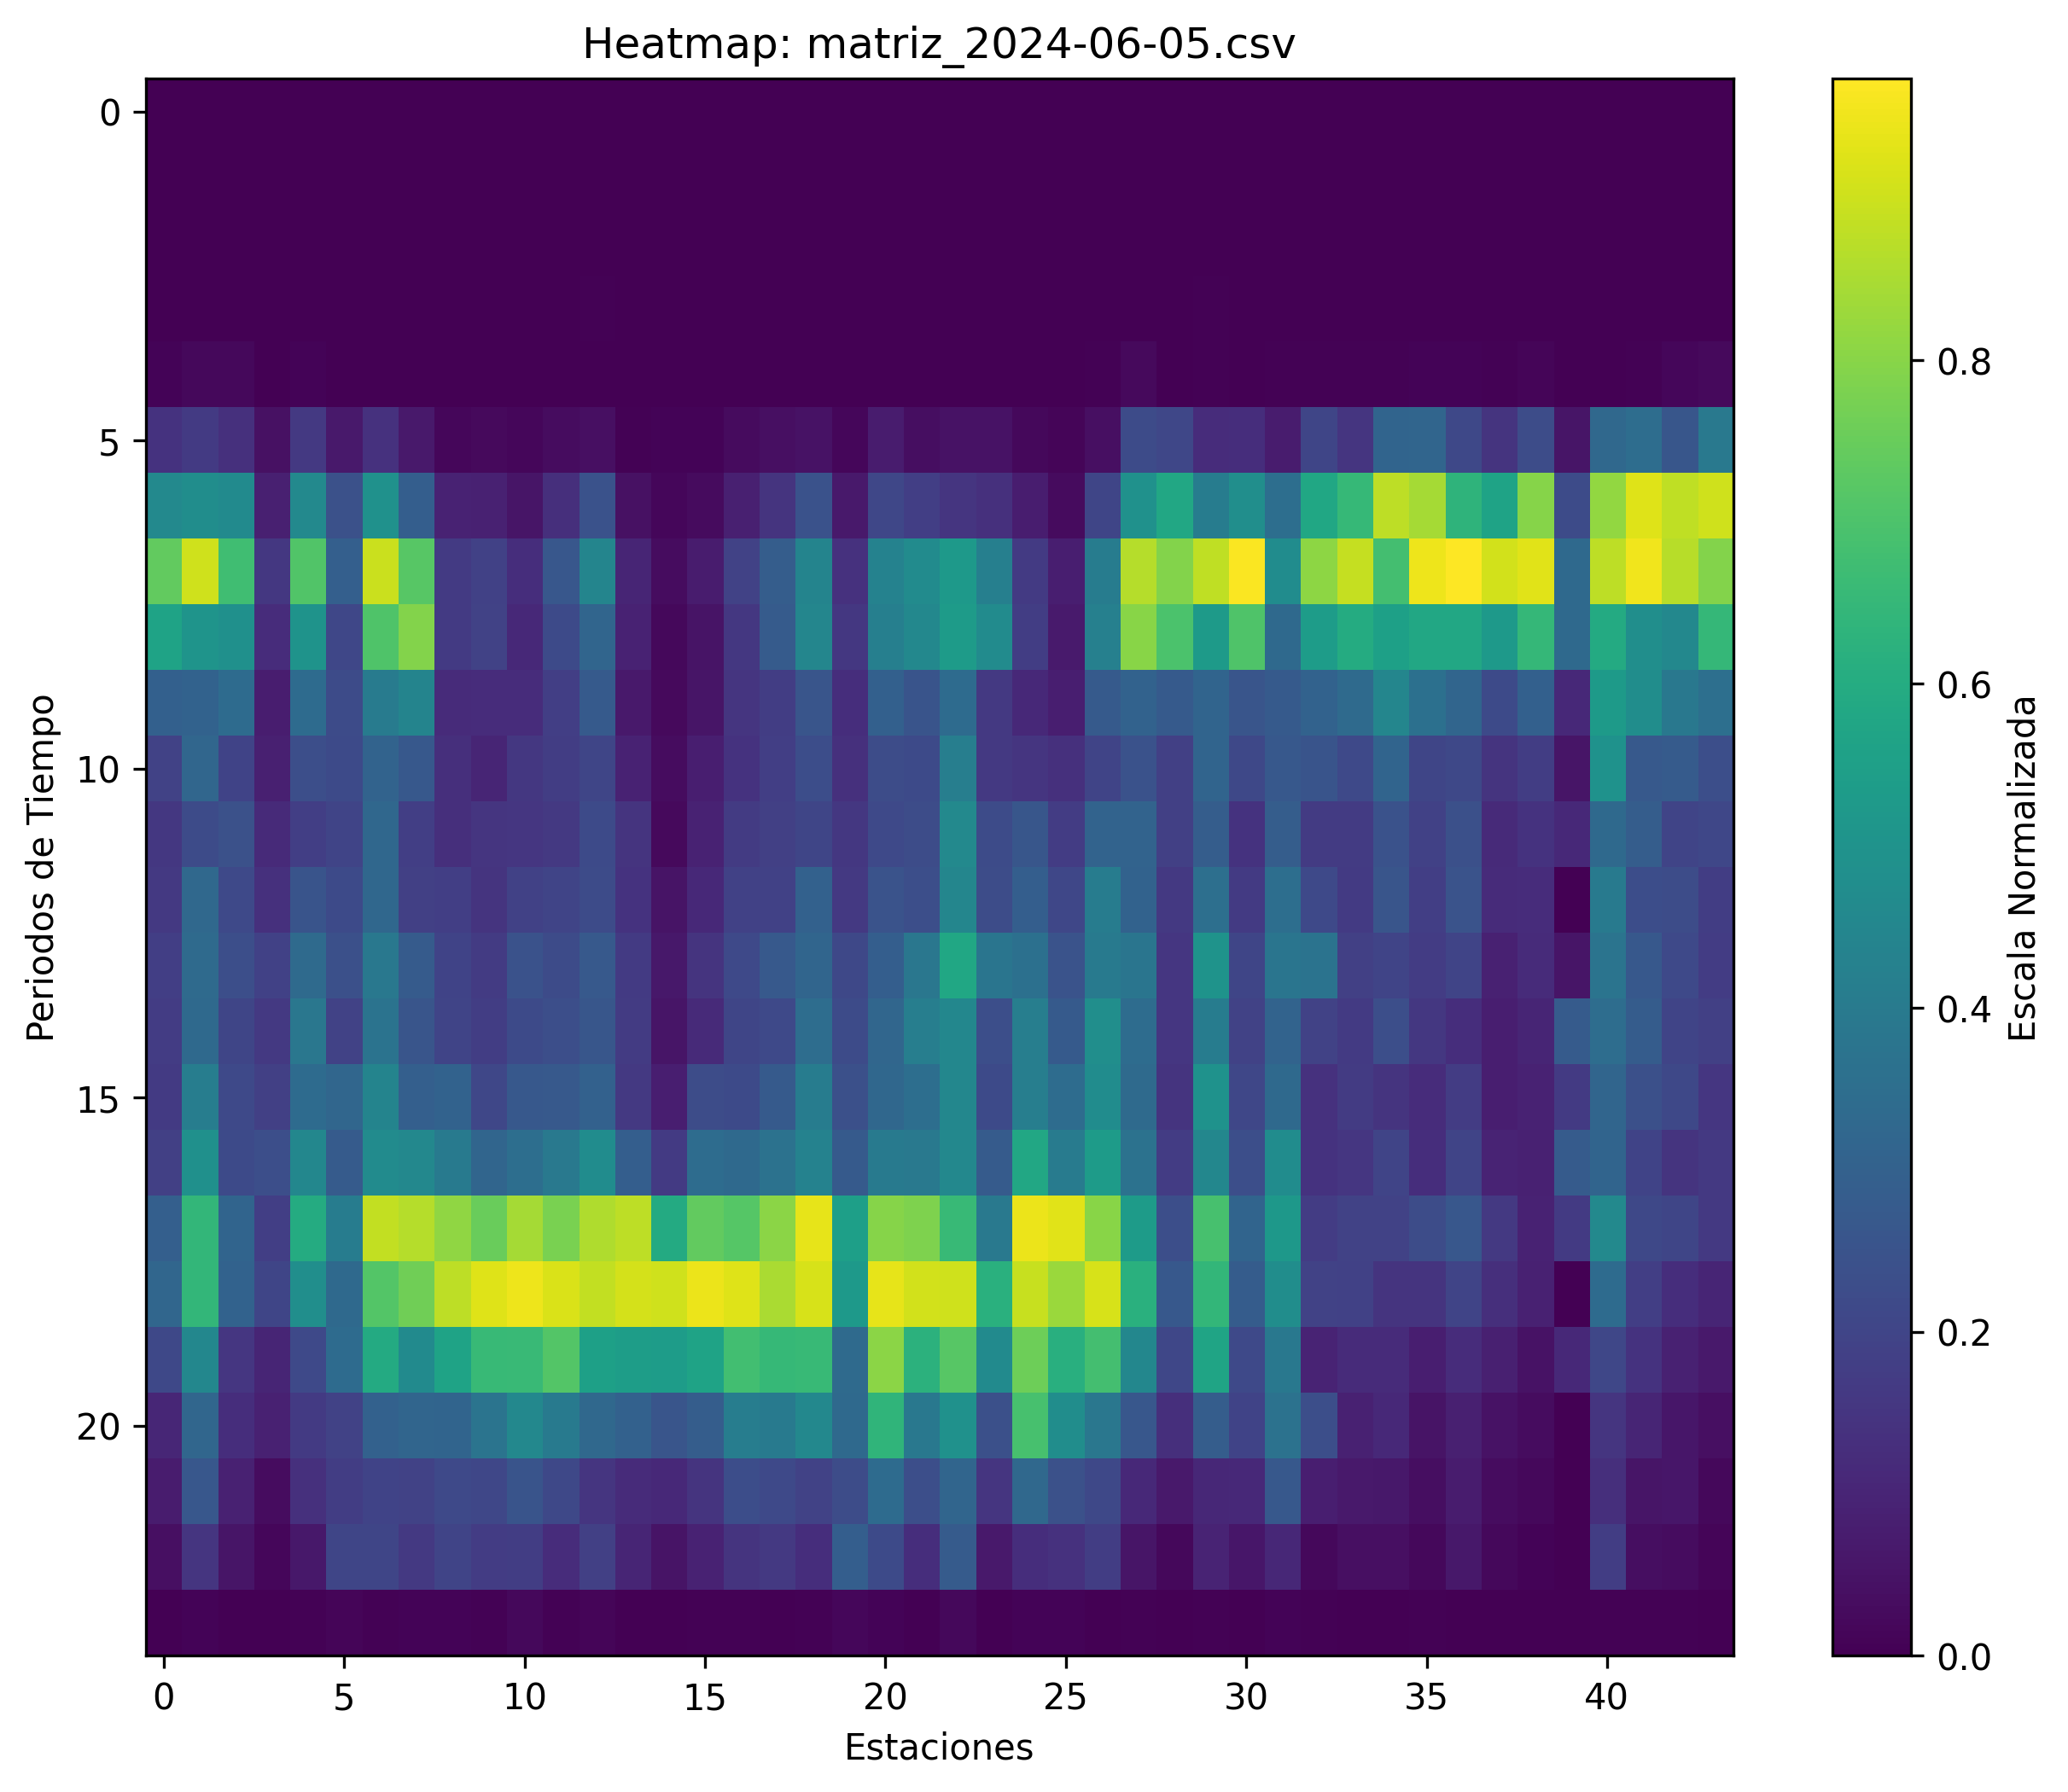 Heatmap: matriz_2024-06-05.csv
Periodos de Tiempo
0
5
10
15
20
0 5 10 15 20 25 30 35 40
Estaciones
0.8
0.6
0.4
0.2
0.0
Escala Normalizada